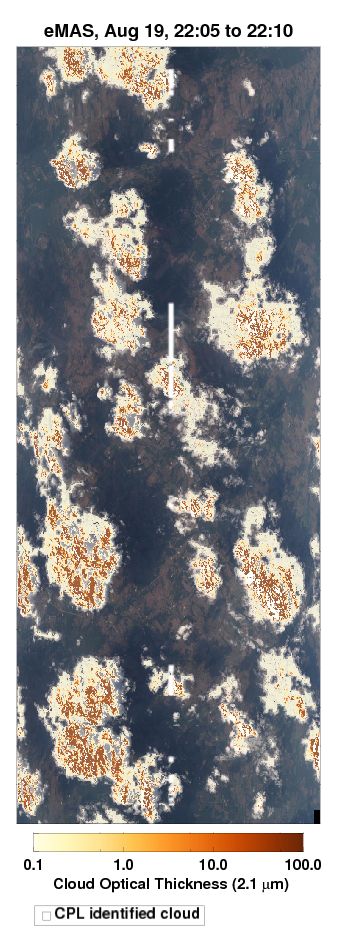 eMAS, Aug 19, 22:05 to 22:10
0.1 1.0 10.0 100.0
Cloud Optical Thickness (2.1 μm)
CPL identified cloud